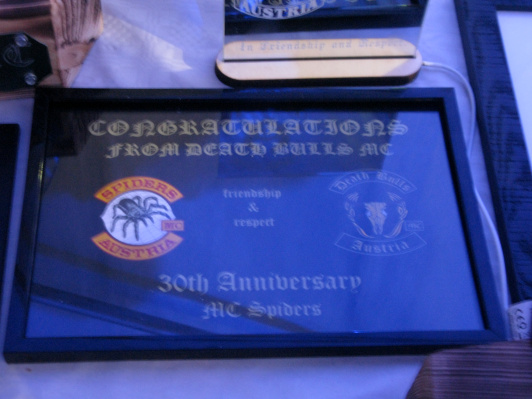 AUSTRIA
In Friendship and Respect
CONGRATULATIONS
FROM DEATH BULLS MC
SPIDERS
MC
AUSTRIA
friendship
&
respect
Death Bulls
MC
Austria
30th Anniversary
MC Spiders